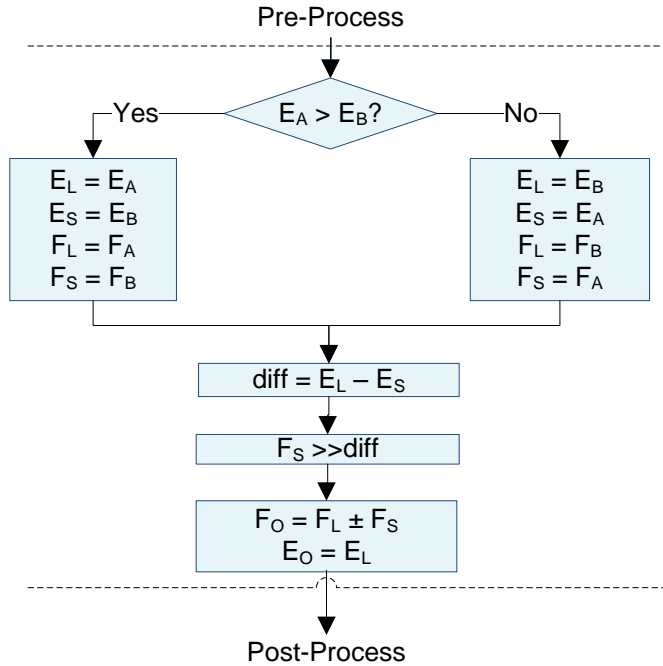 Pre-Process
E_A > E_B?
Yes
No
E_L = E_A
E_S = E_B
F_L = F_A
F_S = F_B
E_L = E_B
E_S = E_A
F_L = F_B
F_S = F_A
diff = E_L – E_S
F_S >>diff
F_O = F_L ± F_S
E_O = E_L
Post-Process